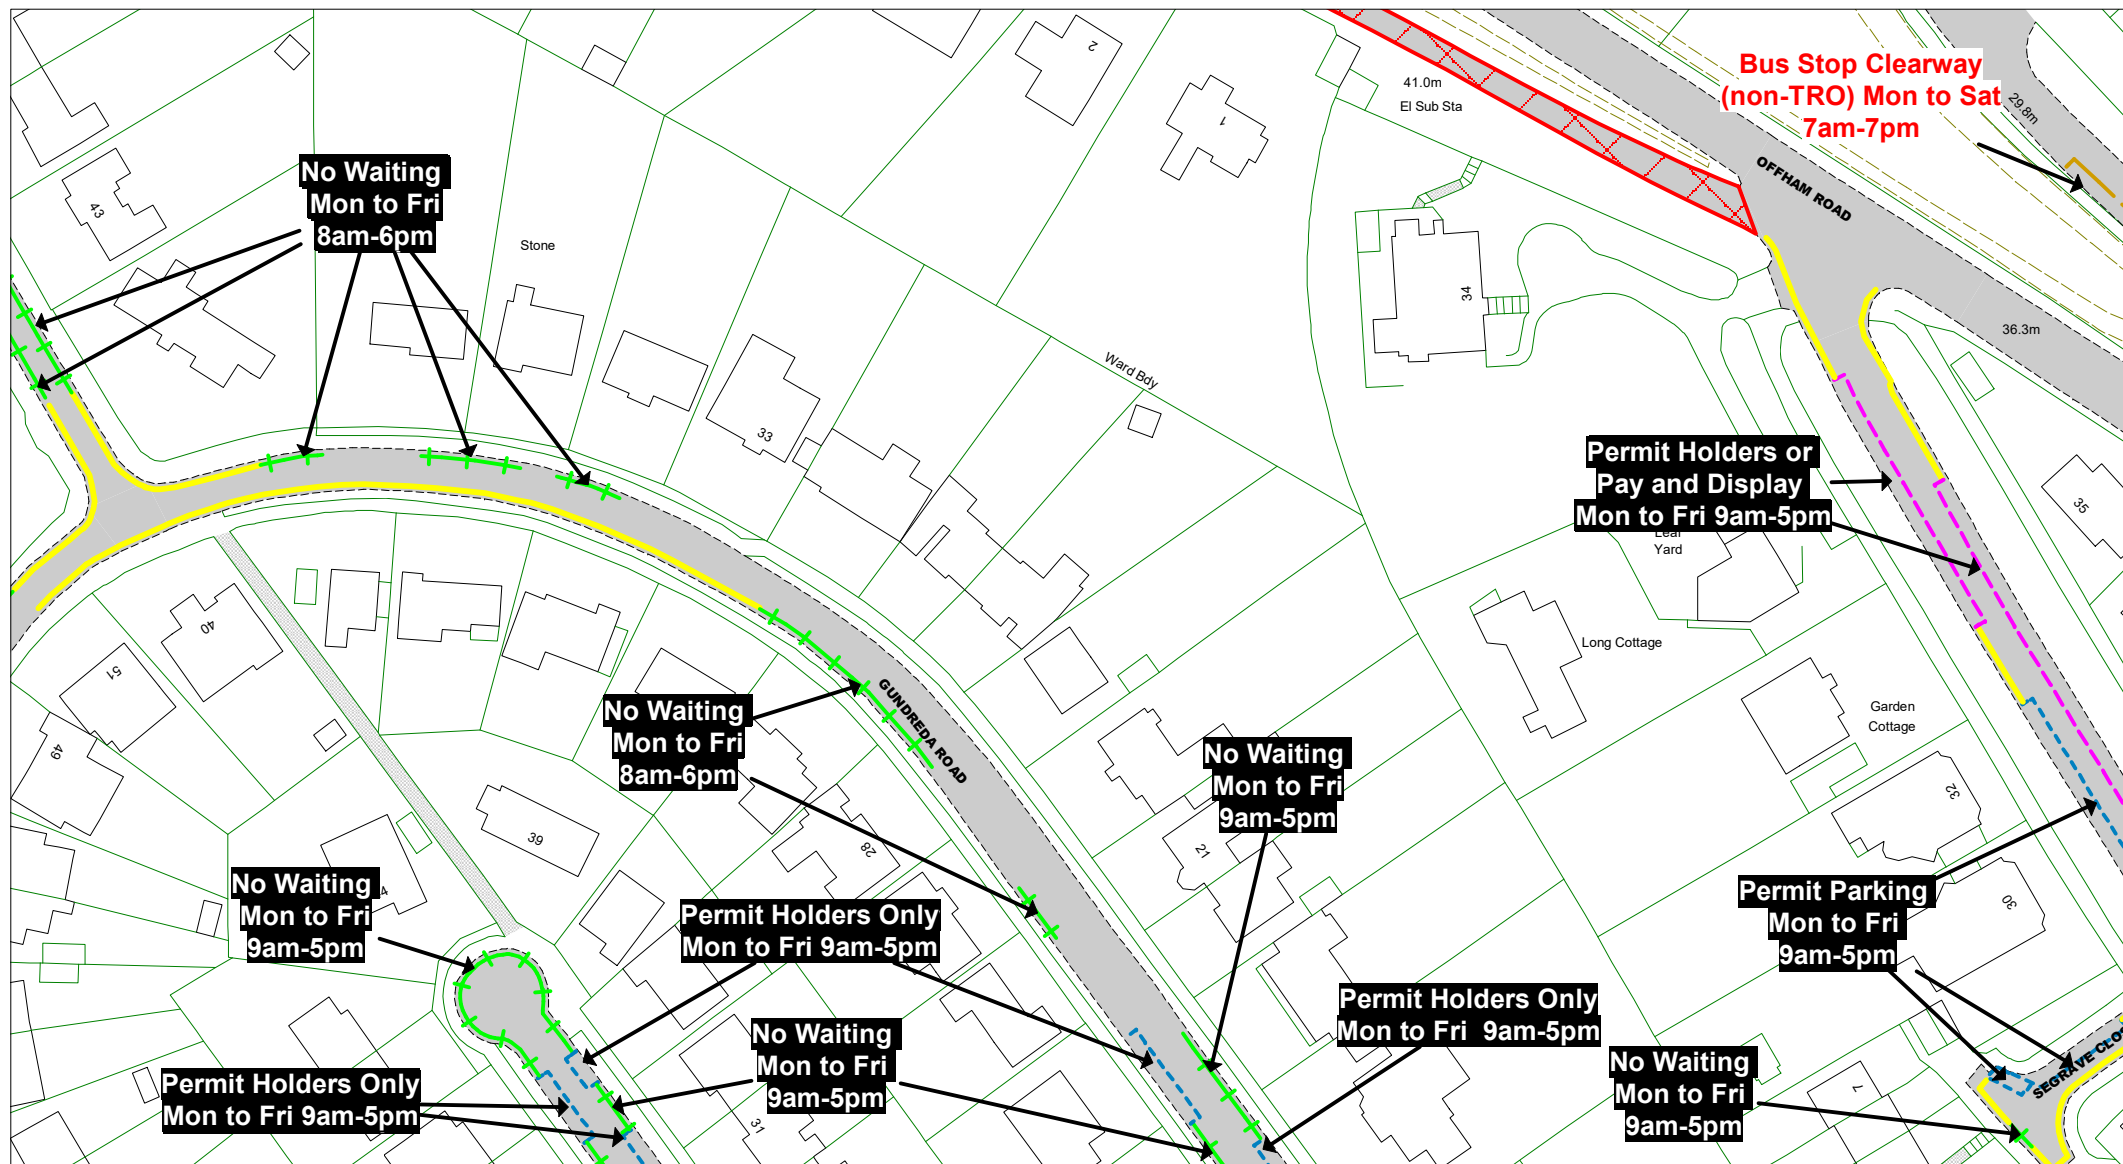 2
41.0m
El Sub Sta
1
Bus Stop Clearway
(non-TRO) Mon to Sat
7am-7pm
29.8m
OFFHAM ROAD
No Waiting
Mon to Fri
8am-6pm
43
Stone
34
36.3m
Ward Bdy
33
Permit Holders or
Pay and Display
Mon to Fri 9am-5pm
Yard
35
40
51
49
Long Cottage
Garden
Cottage
GUNDREDA ROAD
No Waiting
Mon to Fri
8am-6pm
No Waiting
Mon to Fri
9am-5pm
32
39
28
21
No Waiting
Mon to Fri
9am-5pm
4
Permit Holders Only
Mon to Fri 9am-5pm
Permit Parking
Mon to Fri
9am-5pm
30
Permit Holders Only
Mon to Fri  9am-5pm
No Waiting
Mon to Fri
9am-5pm
No Waiting
Mon to Fri
9am-5pm
SEGRAVE CLOS
Permit Holders Only
Mon to Fri 9am-5pm
31
7